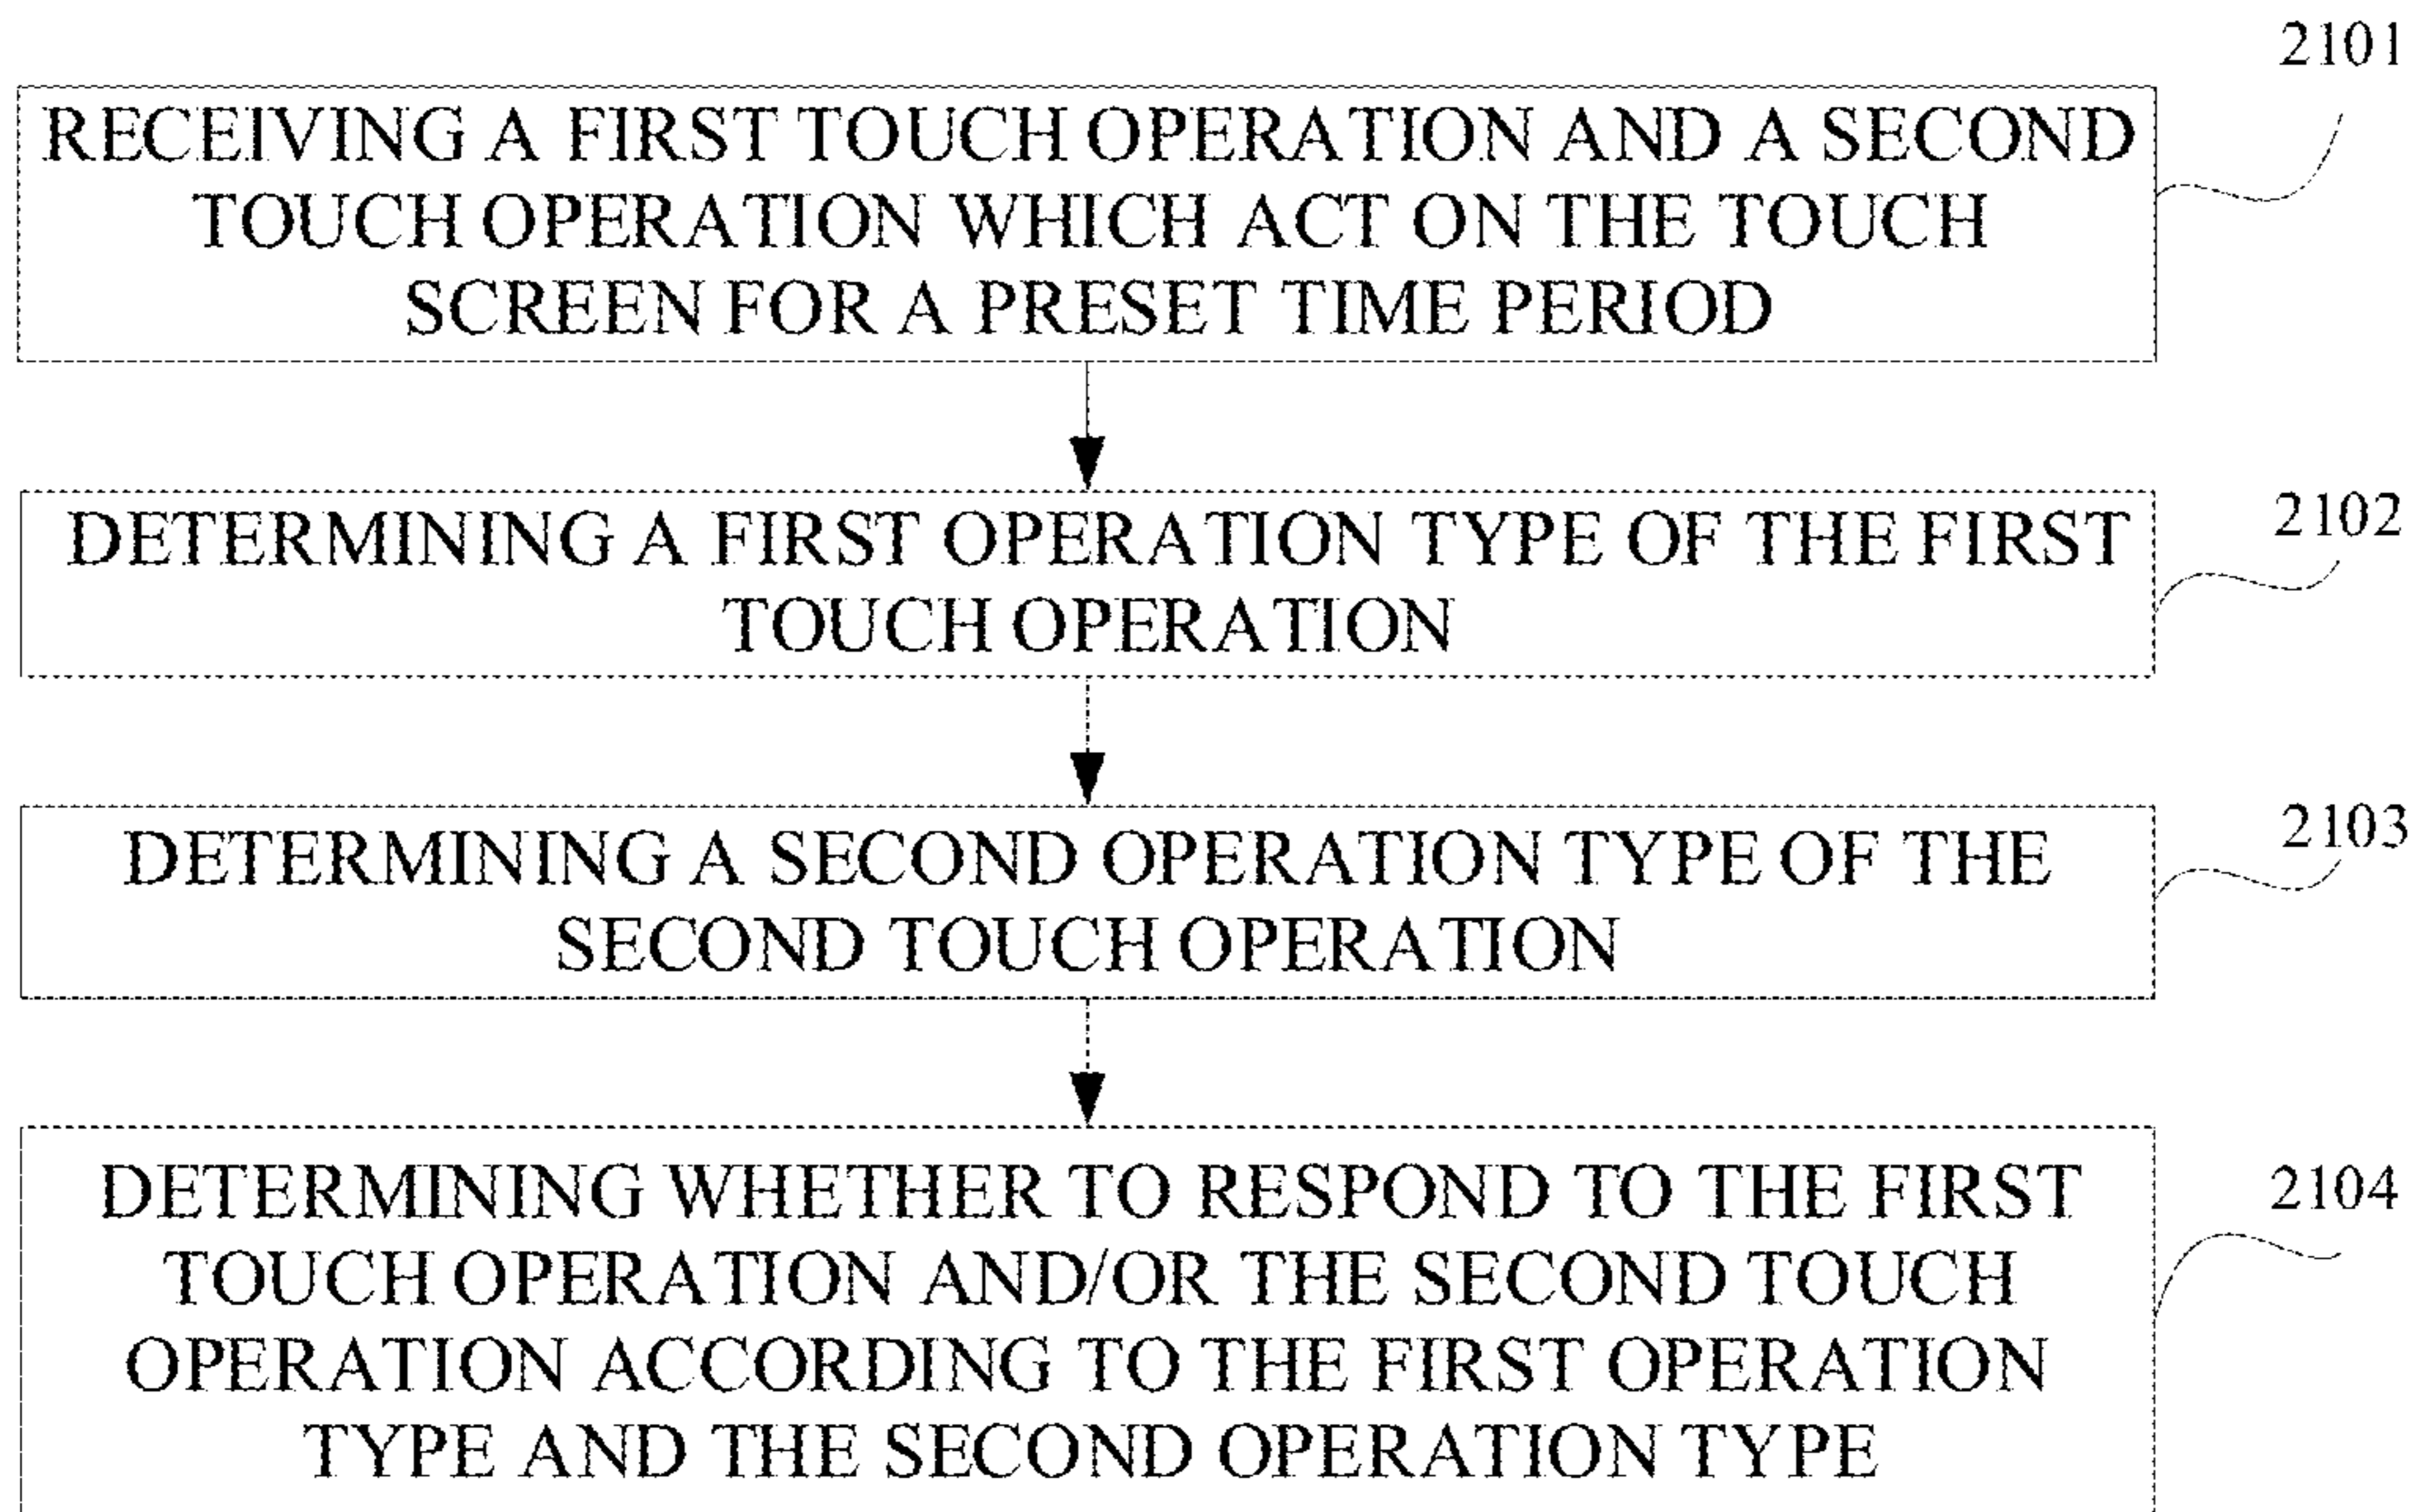 2101
RECEIVING A FIRST TOUCH OPERATION AND A SECOND
TOUCH OPERATION WHICH ACT ON THE TOUCH
SCREEN FOR A PRESET TIME PERIOD
2102
DETERMINING A FIRST OPERATION TYPE OF THE FIRST
TOUCH OPERATION
2103
DETERMINING A SECOND OPERATION TYPE OF THE
SECOND TOUCH OPERATION
2104
DETERMINING WHETHER TO RESPOND TO THE FIRST
TOUCH OPERATION AND/OR THE SECOND TOUCH
OPERATION ACCORDING TO THE FIRST OPERATION
TYPE AND THE SECOND OPERATION TYPE